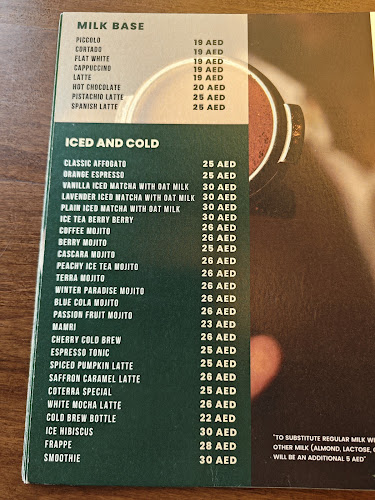 MILK BASE
PICCOLO 19 AED
CORTADO 19 AED
FLAT WHITE 19 AED
CAPPUCCINO 19 AED
LATTE 19 AED
HOT CHOCOLATE 20 AED
PISTACHIO LATTE 25 AED
SPANISH LATTE 25 AED
ICED AND COLD
CLASSIC AFFOGATO 25 AED
ORANGE ESPRESSO 25 AED
VANILLA ICED MATCHA WITH OAT MILK 30 AED
LAVENDER ICED MATCHA WITH OAT MILK 30 AED
PLAIN ICED MATCHA WITH OAT MILK 30 AED
ICE TEA BERRY BERRY 30 AED
COFFEE MOJITO 26 AED
BERRY MOJITO 26 AED
CASCARA MOJITO 25 AED
PEACHY ICE TEA MOJITO 26 AED
TERRA MOJITO 26 AED
WINTER PARADISE MOJITO 26 AED
BLUE COLA MOJITO 26 AED
PASSION FRUIT MOJITO 26 AED
MAMRI 23 AED
CHERRY COLD BREW 26 AED
ESPRESSO TONIC 25 AED
SPICED PUMPKIN LATTE 25 AED
SAFFRON CARAMEL LATTE 26 AED
COTERRA SPECIAL 25 AED
WHITE MOCHA LATTE 26 AED
COLD BREW BOTTLE 22 AED
ICE HIBISCUS 30 AED
FRAPPE 28 AED
SMOOTHIE 30 AED
"TO SUBSTITUTE REGULAR MILK WI
OTHER MILK (ALMOND, LACTOSE,
WILL BE AN ADDITIONAL 5 AED"